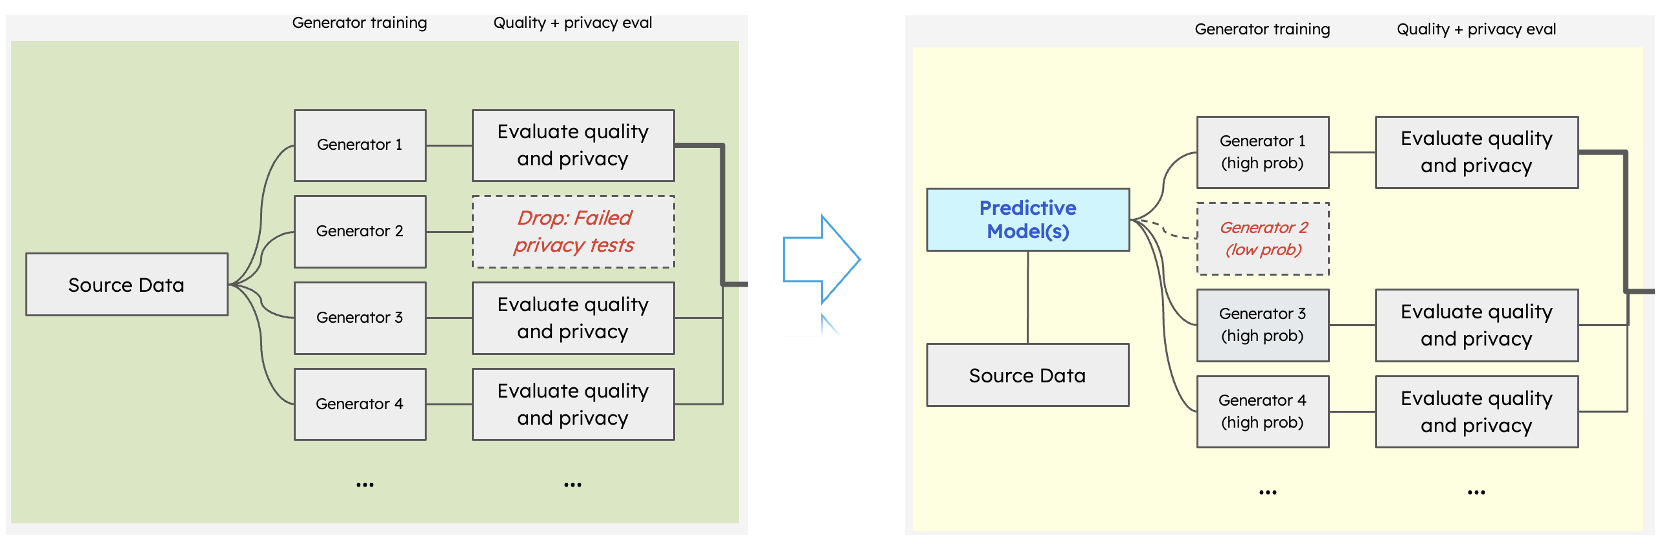 Generator training
Quality + privacy eval
Generator 1
Evaluate quality
and privacy
Generator 2
Drop: Failed
privacy tests
Source Data
Generator 3
Evaluate quality
and privacy
Generator 4
Evaluate quality
and privacy
...
...
Generator training
Quality + privacy eval
Predictive
Model(s)
Source Data
Generator 1
(high prob)
Evaluate quality
and privacy
Generator 2
(low prob)
Generator 3
(high prob)
Evaluate quality
and privacy
Generator 4
(high prob)
Evaluate quality
and privacy
...
...